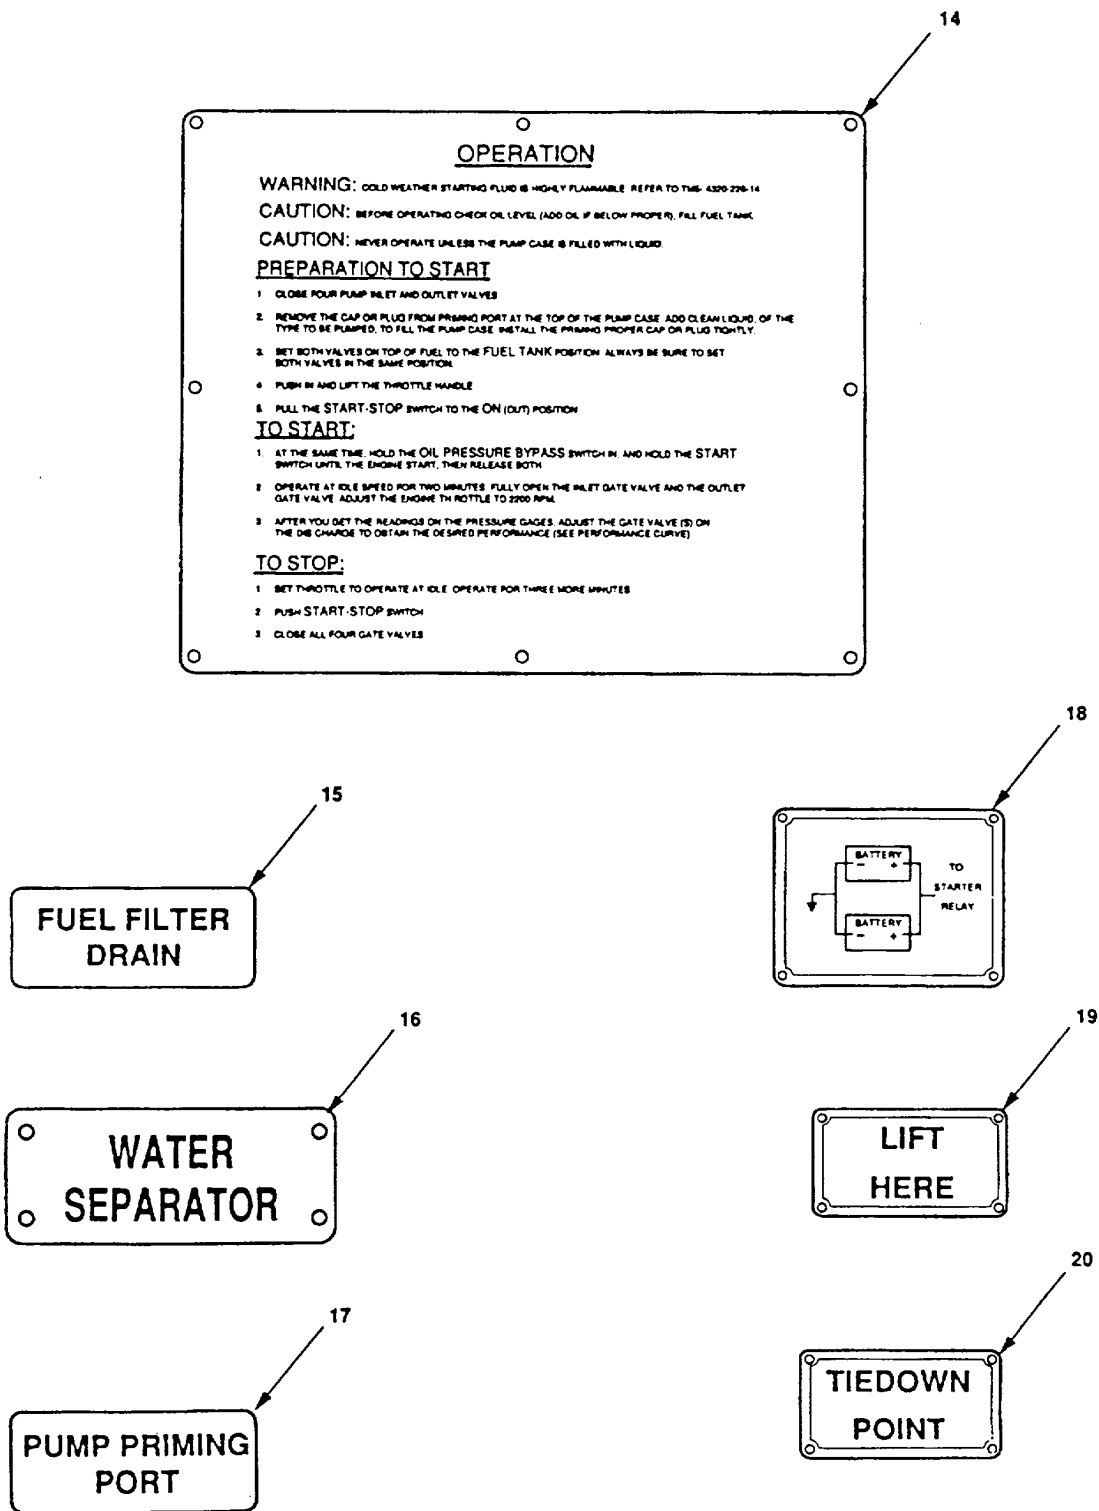 14
OPERATION
WARNING: COLD WEATHER STARTING FLUID IS HIGHLY FLAMMABLE. REFER TO TM5- 4320-226-14
CAUTION: BEFORE OPERATING CHECK OIL LEVEL (ADD OIL IF BELOW PROPER), FILL FUEL TANK.
CAUTION: NEVER OPERATE UNLESS THE PUMP CASE IS FILLED WITH LIQUID.
PREPARATION TO START
1 CLOSE FOUR PUMP INLET AND OUTLET VALVES
2. REMOVE THE CAP OR PLUG FROM PRIMING PORT AT THE TOP OF THE PUMP CASE. ADD CLEAN LIQUID, OF THE
TYPE TO BE PUMPED, TO FILL THE PUMP CASE. INSTALL THE PRIMING PROPER CAP OR PLUG TIGHTLY.
3. SET BOTH VALVES ON TOP OF FUEL TO THE FUEL TANK POSITION. ALWAYS BE SURE TO SET
BOTH VALVES IN THE SAME POSITION.
4 PUSH IN AND LIFT THE THROTTLE HANDLE
5. PULL THE START-STOP SWITCH TO THE ON (OUT) POSITION
TO START:
1. AT THE SAME TIME, HOLD THE OIL PRESSURE BYPASS SWITCH IN, AND HOLD THE START
SWITCH UNTIL THE ENGINE START, THEN RELEASE BOTH
2 OPERATE AT IDLE SPEED FOR TWO MINUTES. FULLY OPEN THE INLET GATE VALVE AND THE OUTLET
GATE VALVE. ADJUST THE ENGINE TH ROTTLE TO 2200 RPM.
3. AFTER YOU GET THE READINGS ON THE PRESSURE GAGES, ADJUST THE GATE VALVE (S) ON
THE DIS CHARGE TO OBTAIN THE DESIRED PERFORMANCE (SEE PERFORMANCE CURVE)
TO STOP:
1 SET THROTTLE TO OPERATE AT IDLE. OPERATE FOR THREE MORE MINUTES
2 PUSH START-STOP SWITCH
3 CLOSE ALL FOUR GATE VALVES
15
FUEL FILTER
DRAIN
16
WATER
SEPARATOR
17
PUMP PRIMING
PORT
18
BATTERY
- +
TO
STARTER
RELAY
BATTERY
- +
19
LIFT
HERE
20
TIEDOWN
POINT